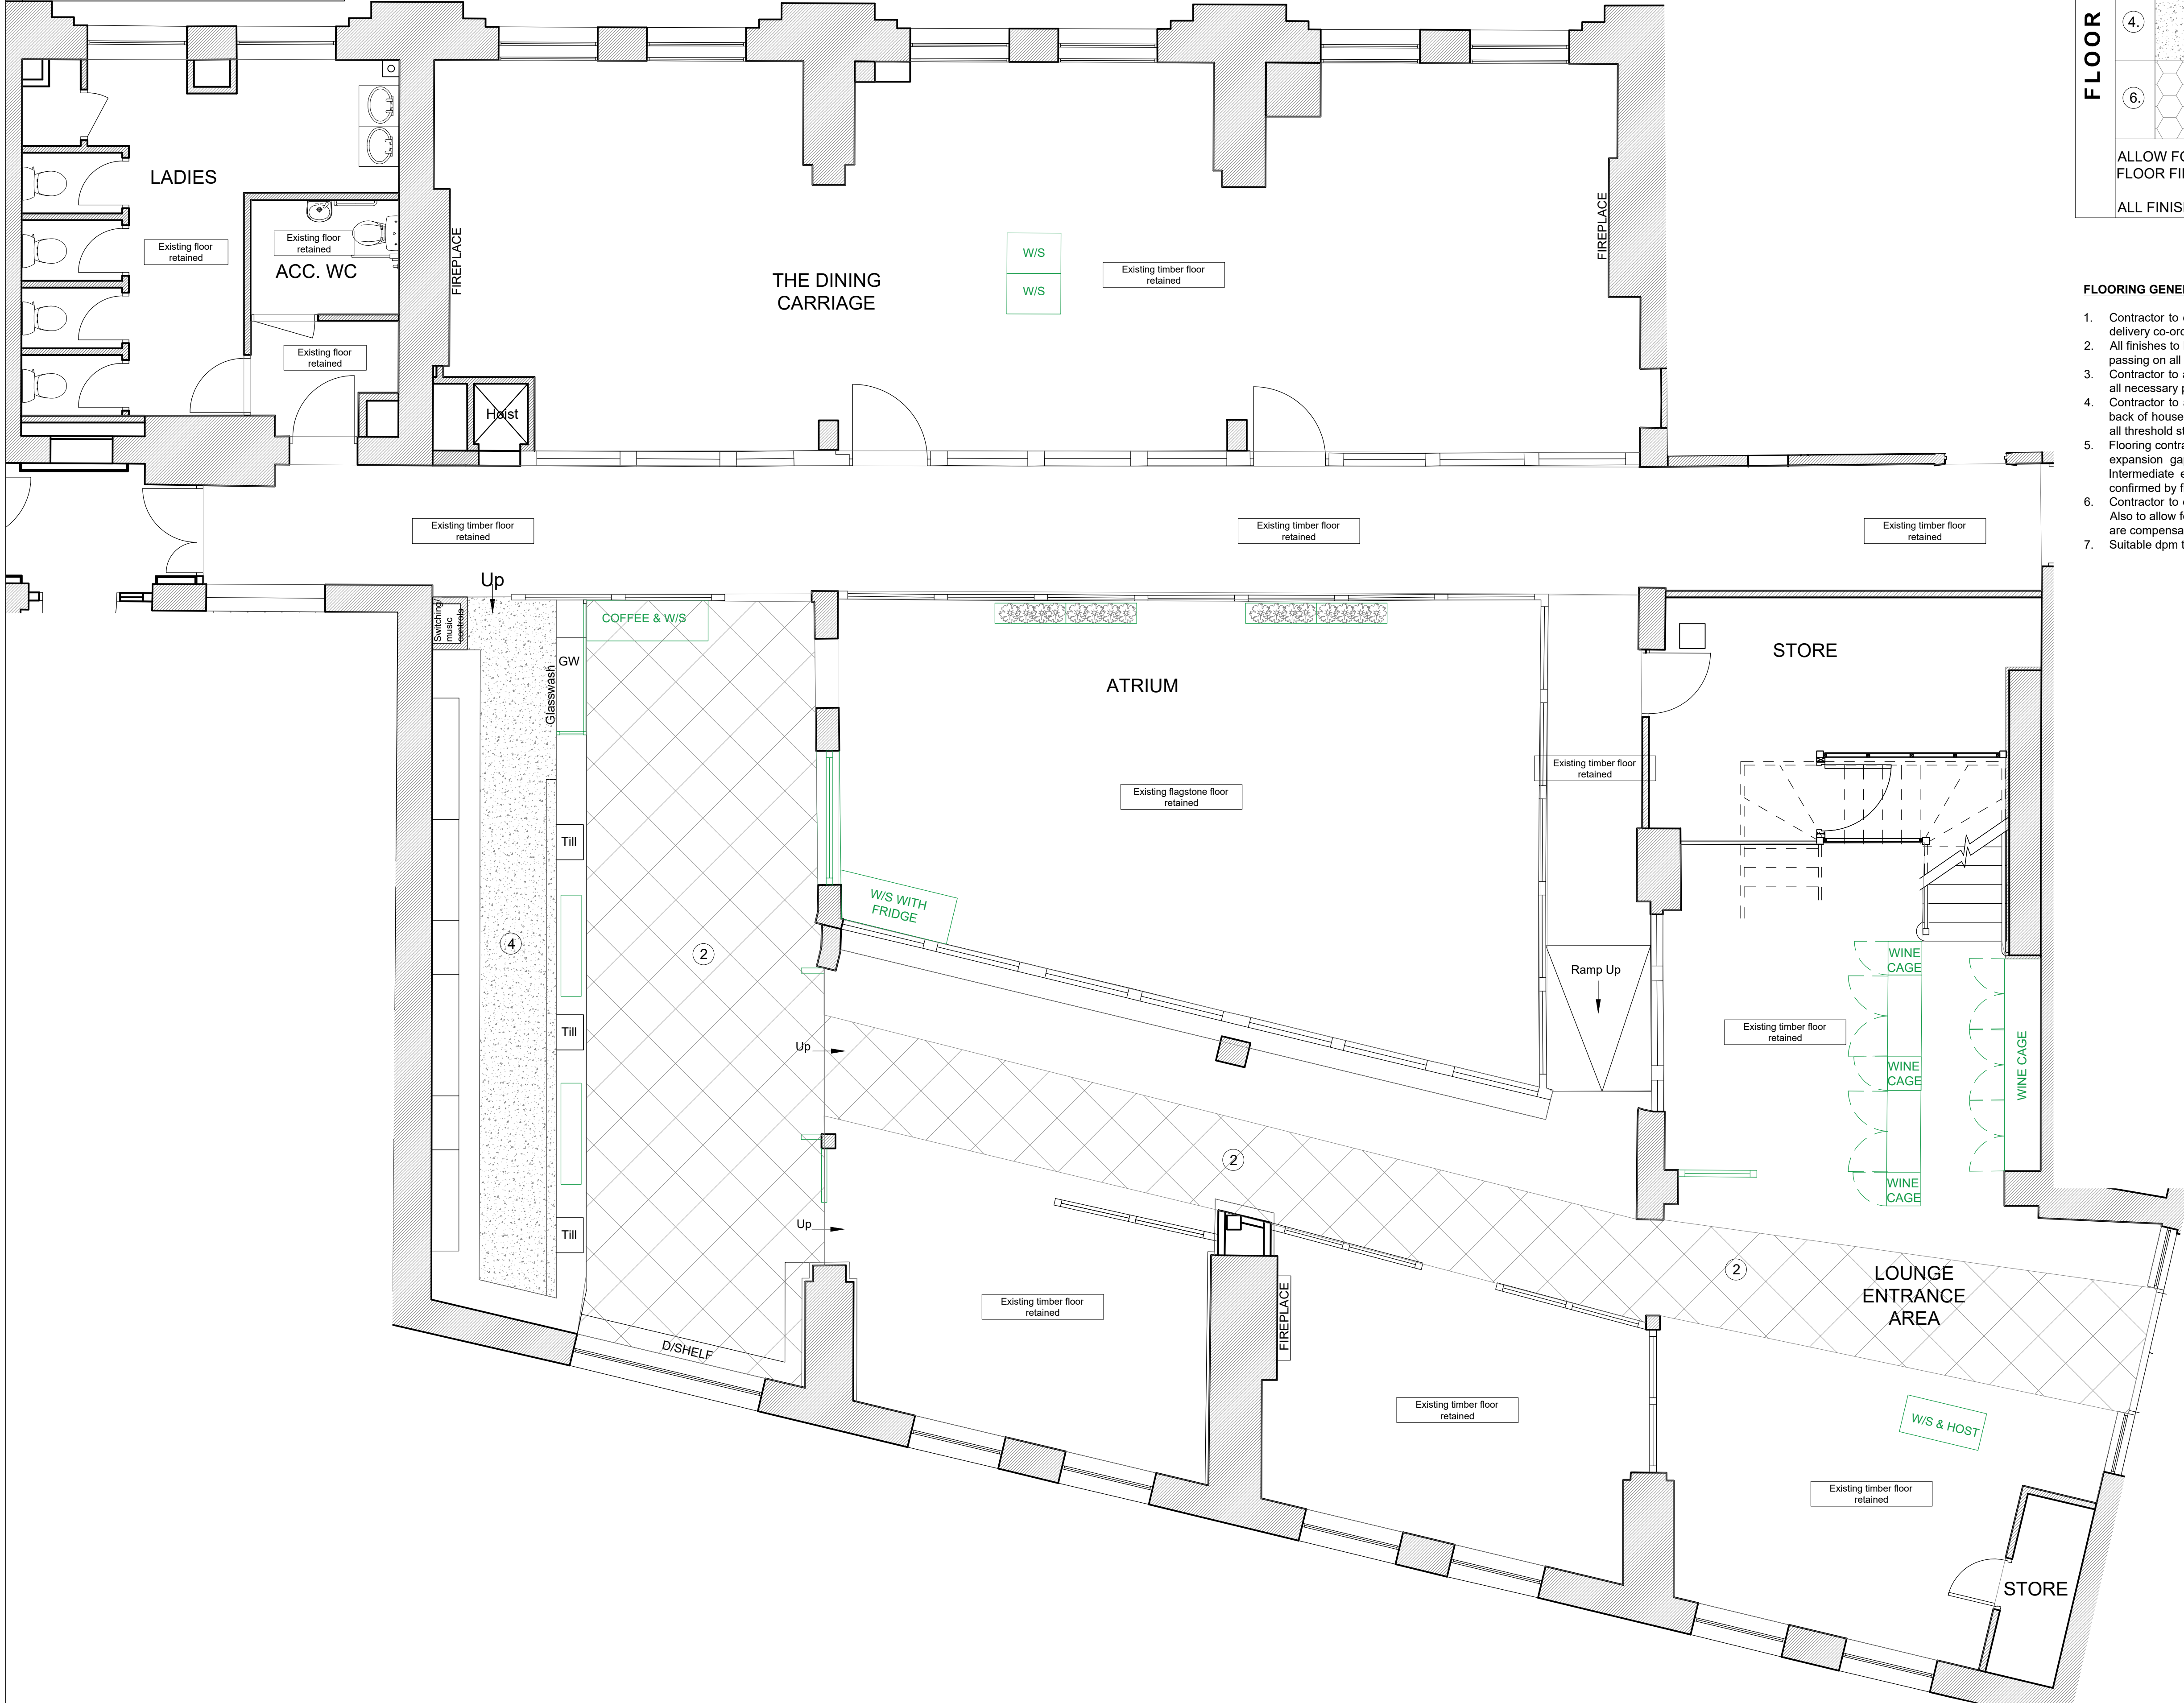 FLOOR
4.
6.
ALLOW FO
FLOOR FI
ALL FINIS
LADIES
Existing floor
retained
Existing floor
retained
ACC. WC
Existing floor
retained
FIREPLACE
THE DINING
CARRIAGE
W/S
W/S
Existing timber floor
retained
FIREPLACE
Hoist
FLOORING GENE
1. Contractor to
delivery co-or
2. All finishes to
passing on all
3. Contractor to a
all necessary p
4. Contractor to
back of house
all threshold st
5. Flooring contra
expansion ga
Intermediate e
confirmed by f
6. Contractor to
Also to allow f
are compensa
7. Suitable dpm t
Existing timber floor
retained
Existing timber floor
retained
Existing timber floor
retained
Up
Switching/
music
controls
COFFEE & W/S
GW
Glasswash
ATRIUM
STORE
Existing timber floor
retained
Existing flagstone floor
retained
Till
W/S WITH
FRIDGE
4
2
Ramp Up
WINE
CAGE
Till
Up
Existing timber floor
retained
WINE
CAGE
WINE CAGE
2
WINE
CAGE
Up
Till
2
LOUNGE
ENTRANCE
AREA
Existing timber floor
retained
FIREPLACE
D/SHELF
Existing timber floor
retained
W/S & HOST
Existing timber floor
retained
STORE